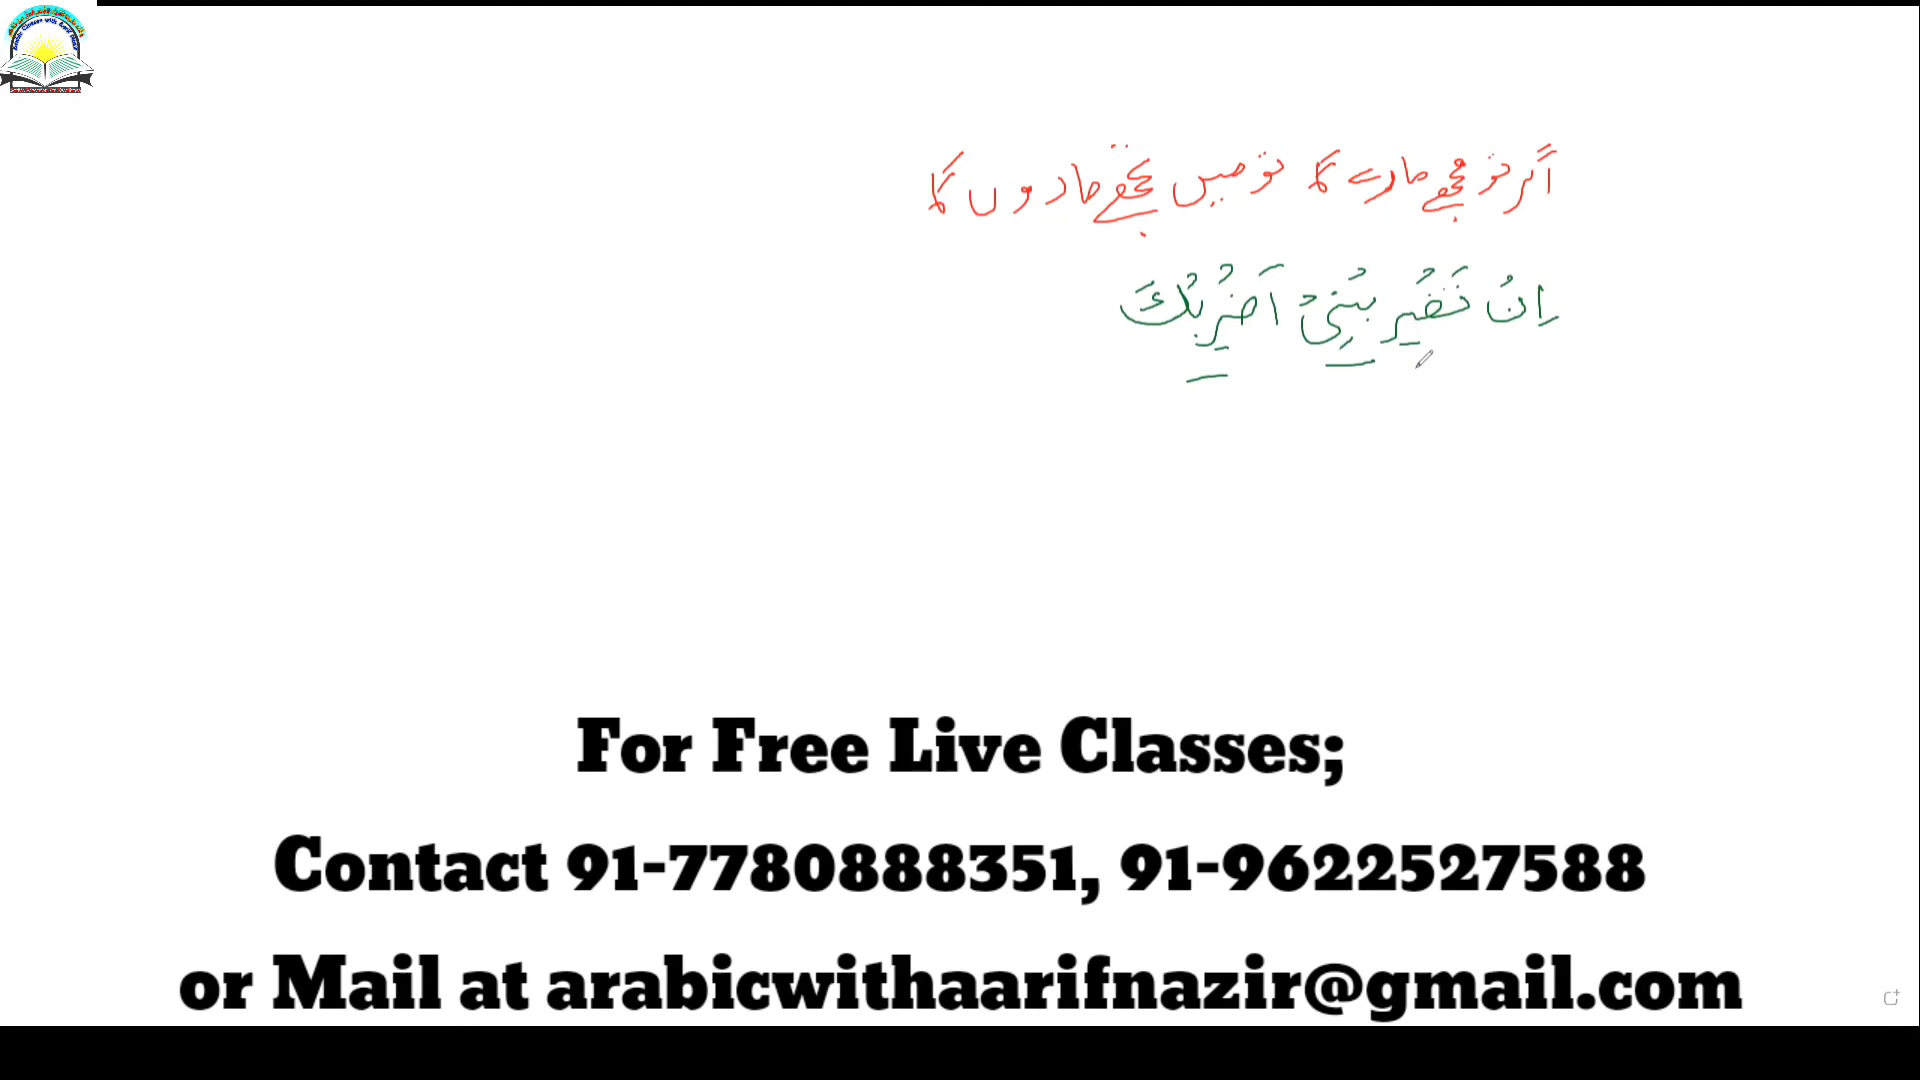 اگر تو مجھے مارے گا تو میں تجھے ماروں گا
اِنْ تَضْرِبْنِیْ اَضْرِبْكَ
For Free Live Classes;
Contact 91-7780888351, 91-9622527588
or Mail at arabicwithaarifnazir@gmail.com